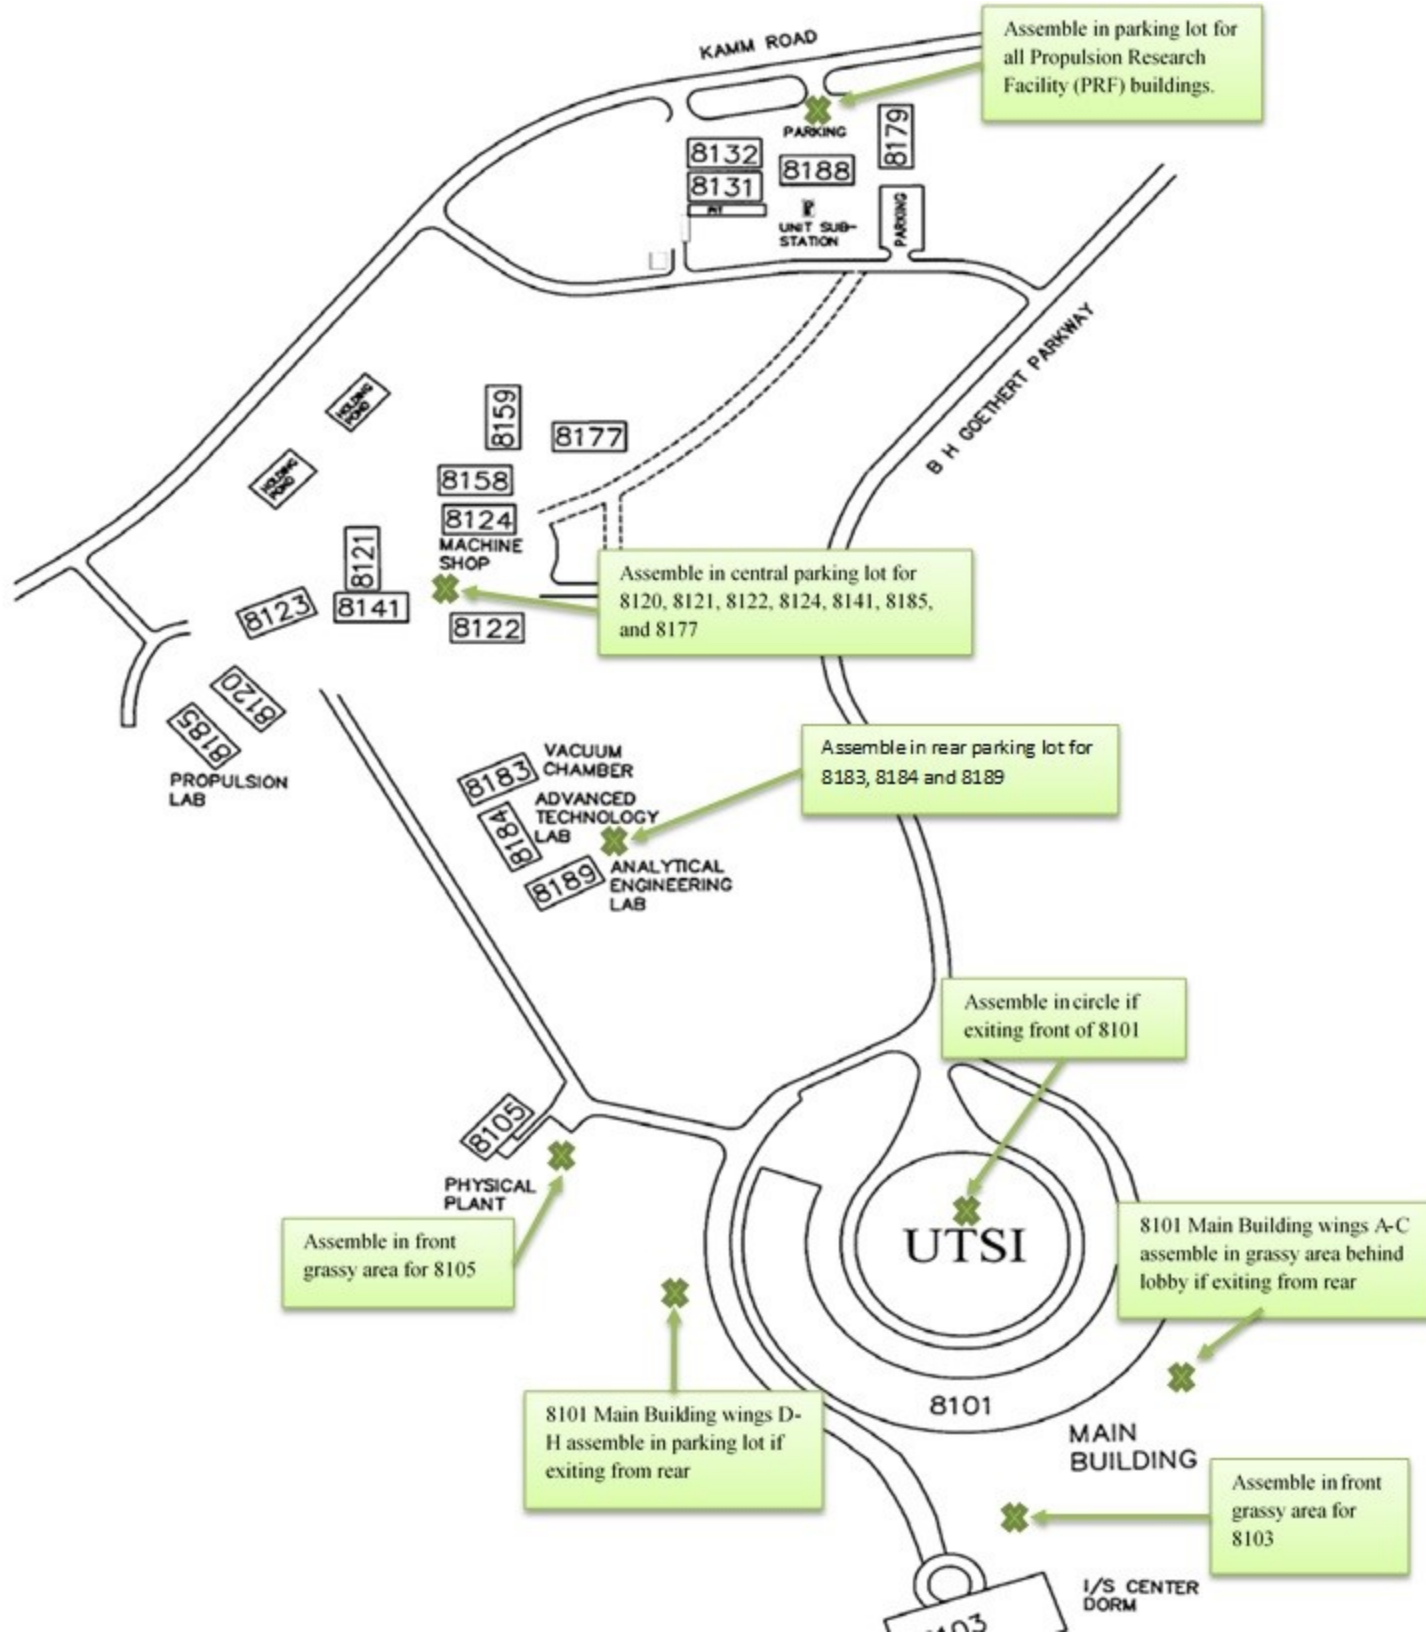 KAMM ROAD
Assemble in parking lot for
all Propulsion Research
Facility (PRF) buildings.
PARKING
8179
8132
8131
PIT
8188
UNIT SUB-
STATION
PARKING
B H GOETHERT PARKWAY
HOLDING
POND
HOLDING
POND
8159
8177
8158
8124
MACHINE
SHOP
8121
8141
8123
8122
Assemble in central parking lot for
8120, 8121, 8122, 8124, 8141, 8185,
and 8177
8120
8185
PROPULSION
LAB
Assemble in rear parking lot for
8183, 8184 and 8189
8183
VACUUM
CHAMBER
8184
ADVANCED
TECHNOLOGY
LAB
8189
ANALYTICAL
ENGINEERING
LAB
Assemble in circle if
exiting front of 8101
8105
PHYSICAL
PLANT
Assemble in front
grassy area for 8105
UTSI
8101 Main Building wings A-C
assemble in grassy area behind
lobby if exiting from rear
8101
MAIN
BUILDING
8101 Main Building wings D-
H assemble in parking lot if
exiting from rear
Assemble in front
grassy area for
8103
I/S CENTER
DORM